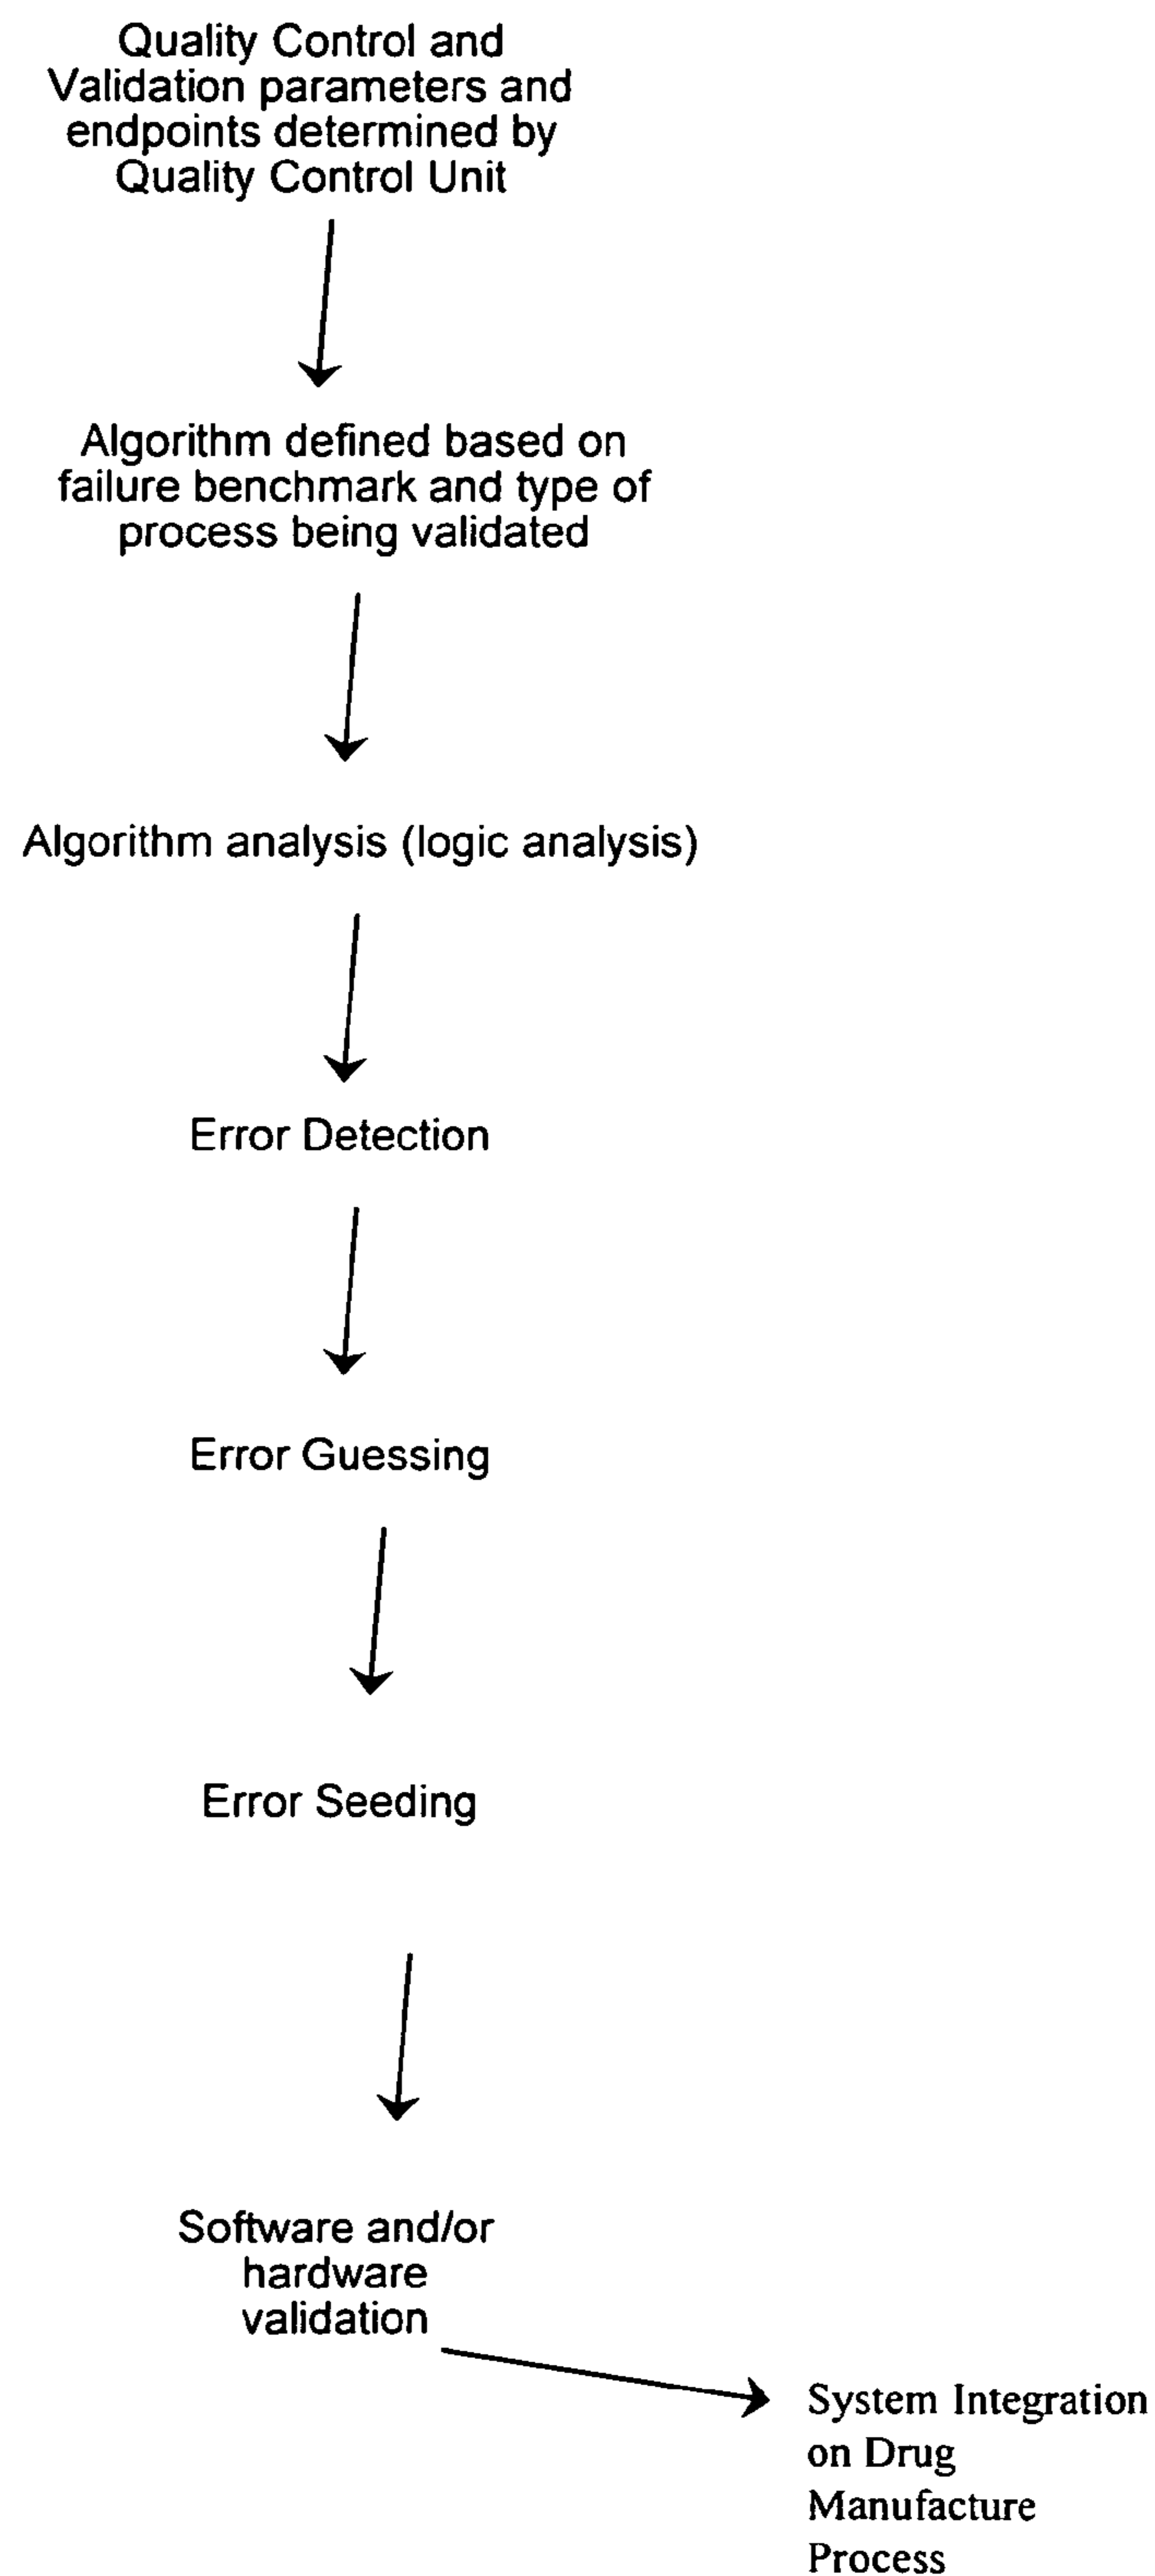 Quality Control and
Validation parameters and
endpoints determined by
Quality Control Unit
Algorithm defined based on
failure benchmark and type of
process being validated
Algorithm analysis (logic analysis)
Error Detection
Error Guessing
Error Seeding
Software and/or
hardware
validation
System Integration
on Drug
Manufacture
Process